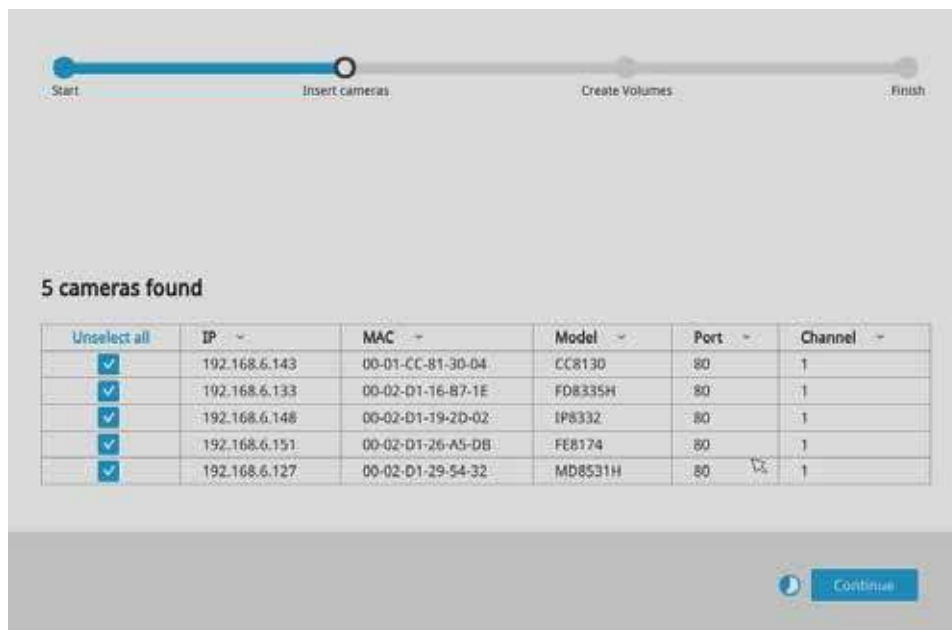 Start Insert cameras Create Volumes Finish
5 cameras found
Unselect all IP MAC Model Port Channel
192.168.6.143 00-01-CC-81-30-04 CC8130 80 1
192.168.6.133 00-02-D1-16-B7-1E FD8335H 80 1
192.168.6.148 00-02-D1-19-2D-02 IP8332 80 1
192.168.6.151 00-02-D1-26-A5-DB FE8174 80 1
192.168.6.127 00-02-D1-29-54-32 MD8531H 80 1
Continue